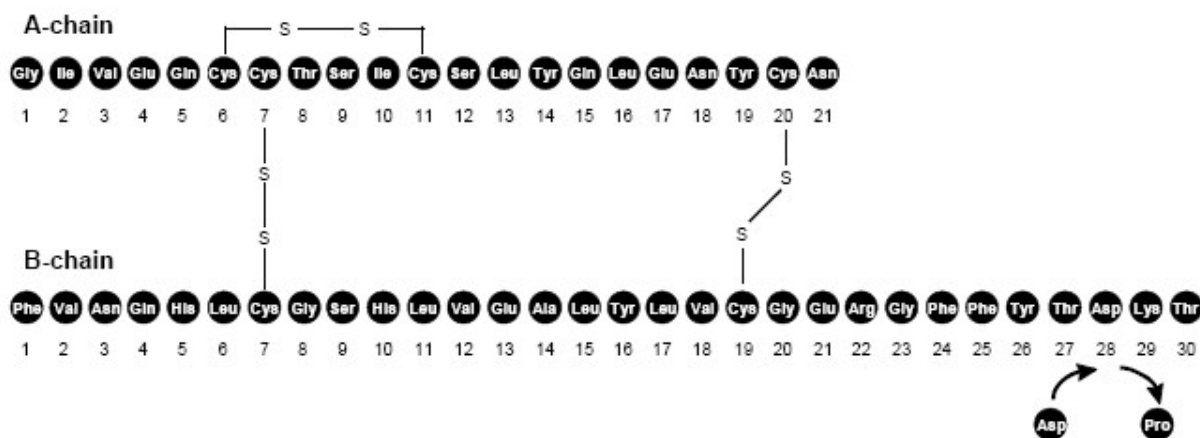 A-chain
S S
Gly Ile Val Glu Gln Cys Cys Thr Ser Ile Cys Ser Leu Tyr Gln Leu Glu Asn Tyr Cys Asn
1 2 3 4 5 6 7 8 9 10 11 12 13 14 15 16 17 18 19 20 21
S S
S S
B-chain
Phe Val Asn Gln His Leu Cys Gly Ser His Leu Val Glu Ala Leu Tyr Leu Val Cys Gly Glu Arg Gly Phe Phe Tyr Thr Asp Lys Thr
1 2 3 4 5 6 7 8 9 10 11 12 13 14 15 16 17 18 19 20 21 22 23 24 25 26 27 28 29 30
Asp Pro